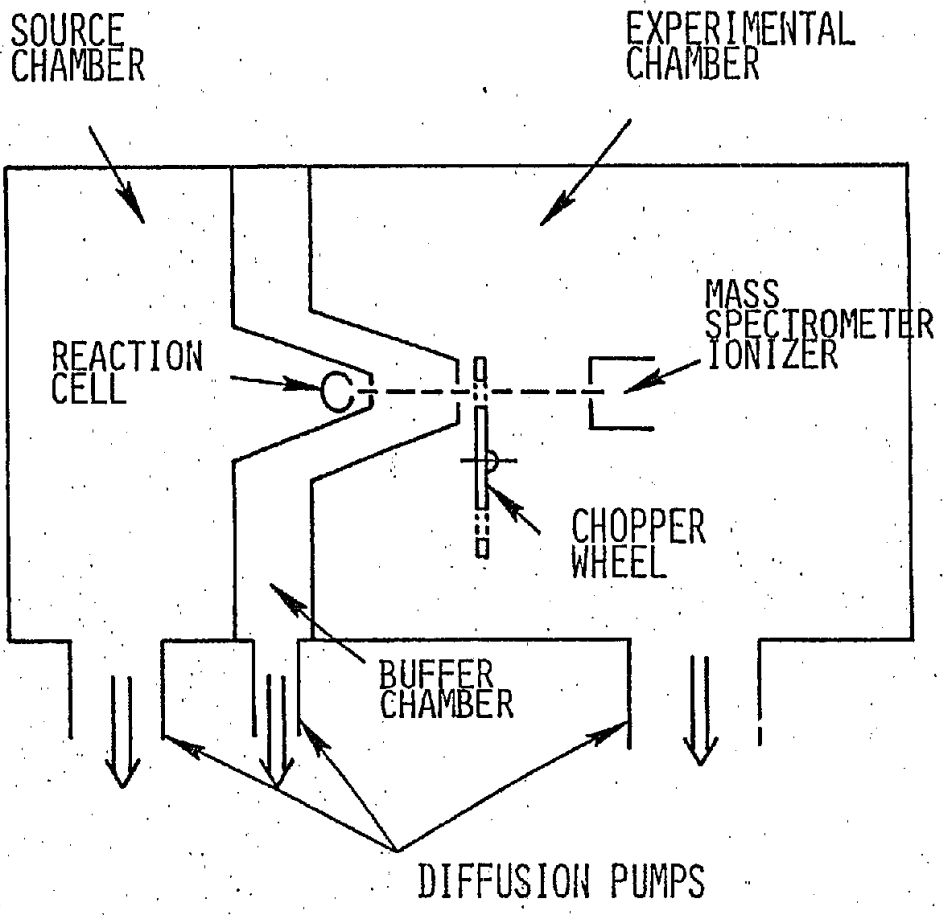 SOURCE
CHAMBER
EXPERIMENTAL
CHAMBER
MASS
SPECTROMETER
IONIZER
REACTION
CELL
CHOPPER
WHEEL
BUFFER
CHAMBER
DIFFUSION PUMPS